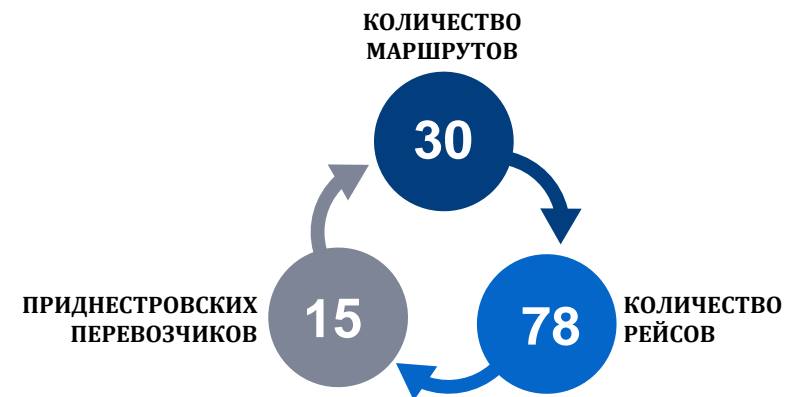 КОЛИЧЕСТВО
МАРШРУТОВ
30
ПРИДНЕСТРОВСКИХ
ПЕРЕВОЗЧИКОВ
15
78
КОЛИЧЕСТВО
РЕЙСОВ